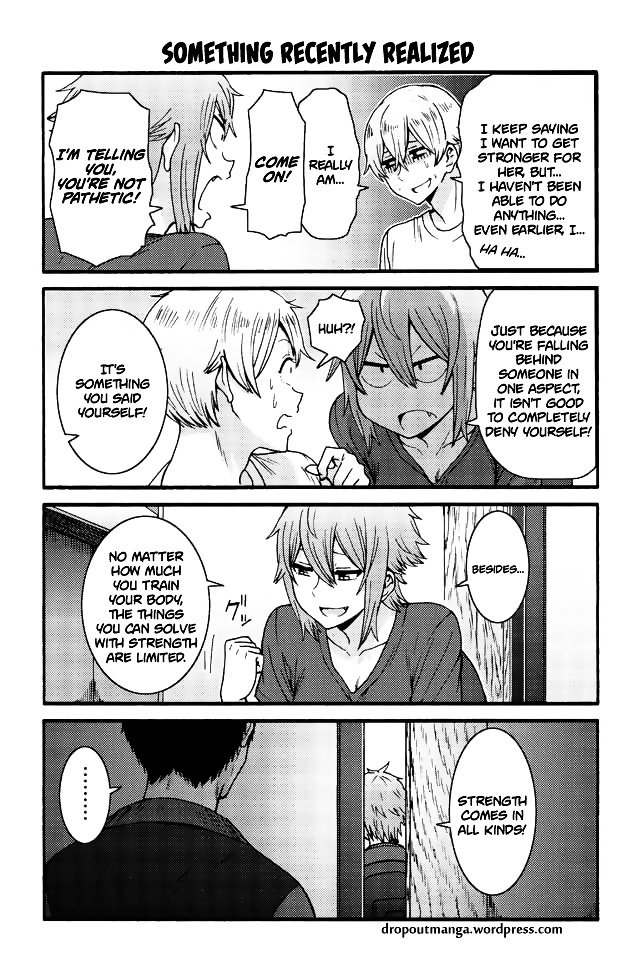 SOMETHING RECENTLY REALIZED
I KEEP SAYING
I WANT TO GET
STRONGER FOR
HER, BUT...
I HAVEN'T BEEN
ABLE TO DO
ANYTHING...
EVEN EARLIER, I...
HA HA...
I
REALLY
AM...
COME
ON!
I'M TELLING
YOU,
YOU'RE NOT
PATHETIC!
JUST BECAUSE
YOU'RE FALLING
BEHIND
SOMEONE IN
ONE ASPECT,
IT ISN'T GOOD
TO COMPLETELY
DENY YOURSELF!
HUH?!
IT'S
SOMETHING
YOU SAID
YOURSELF!
BESIDES...
グッ
NO MATTER
HOW MUCH
YOU TRAIN
YOUR BODY,
THE THINGS
YOU CAN SOLVE
WITH STRENGTH
ARE LIMITED.
STRENGTH
COMES IN
ALL KINDS!
.........
dropoutmanga.wordpress.com